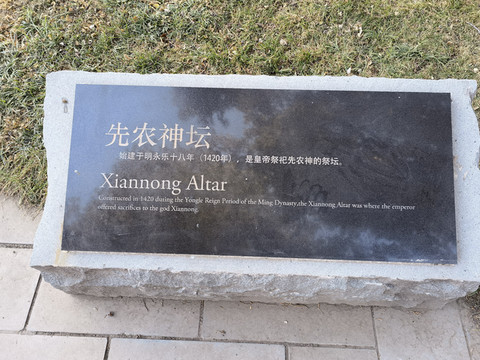 先农神坛
始建于明永乐十八年（1420年），是皇帝祭祀先农神的祭坛。
Xiannong Altar
Constructed in 1420 during the Yongle Reign Period of the Ming Dynasty,the Xiannong Altar was where the emperor
offered sacrifices to the god Xiannong.